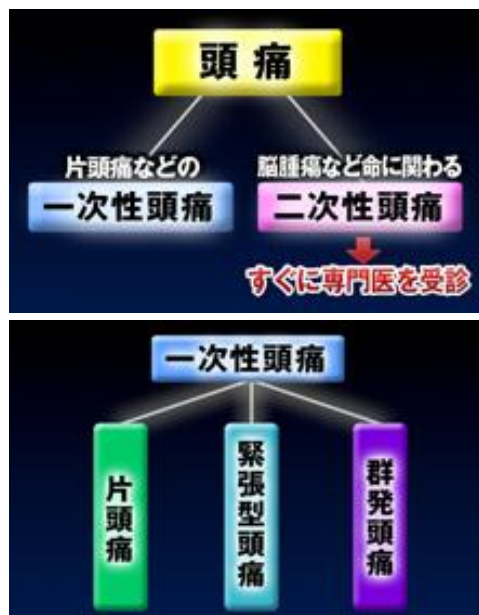 頭痛
片頭痛などの
一次性頭痛
脳腫瘍など命に関わる
二次性頭痛
すぐに専門医を受診
一次性頭痛
片頭痛
緊張型頭痛
群発頭痛